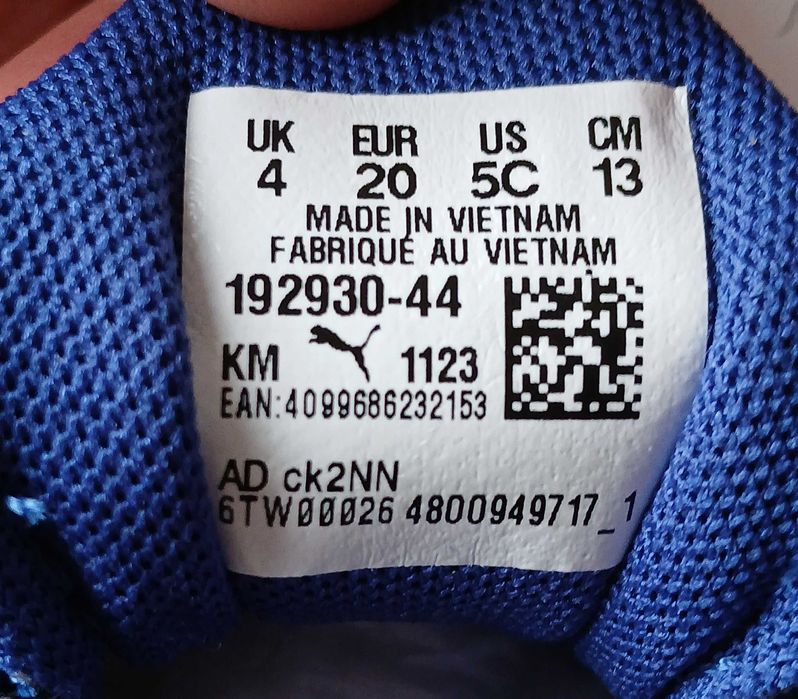 UK EUR US CM
4 20 5C 13
MADE IN VIETNAM
FABRIQUÉ AU VIETNAM
192930-44
KM 1123
EAN:4099686232153
AD ck2NN
6TWØØØ26 4800949717_1